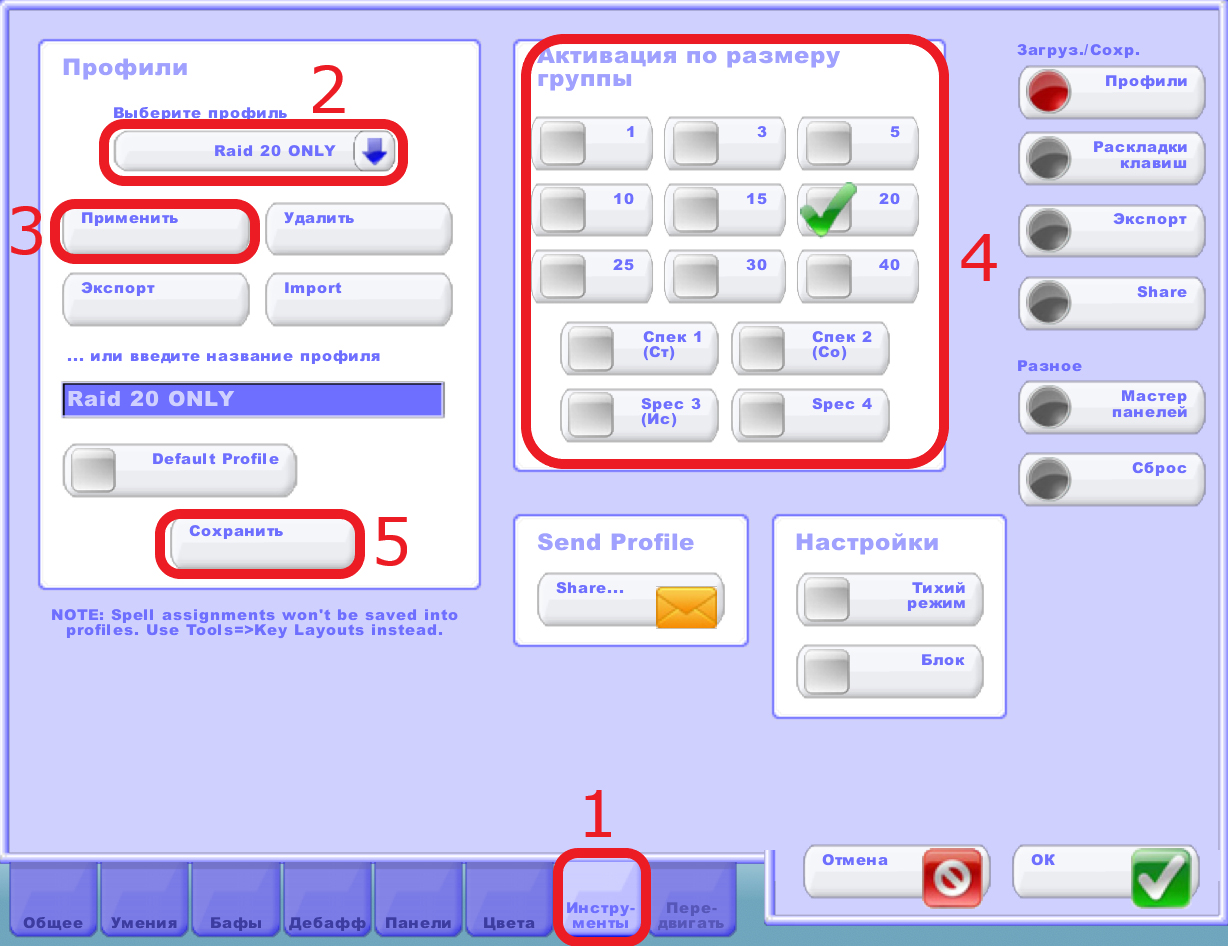 Профили
2
Выберите профиль
Raid 20 ONLY
3
Применить
Удалить
Экспорт
Import
... или введите название профиля
Raid 20 ONLY
Default Profile
Сохранить
5
NOTE: Spell assignments won't be saved into
profiles. Use Tools=>Key Layouts instead.
Активация по размеру
группы
1
3
5
10
15
20
25
30
40
4
Спек 1
(Ст)
Спек 2
(Со)
Spec 3
(Ис)
Spec 4
Send Profile
Share...
Настройки
Тихий
режим
Блок
Загруз./Сохр.
Профили
Раскладки
клавиш
Экспорт
Share
Разное
Мастер
панелей
Сброс
1
Общее
Умения
Бафы
Дебафф
Панели
Цвета
Инстру-
менты
Пере-
двигать
Отмена
OK